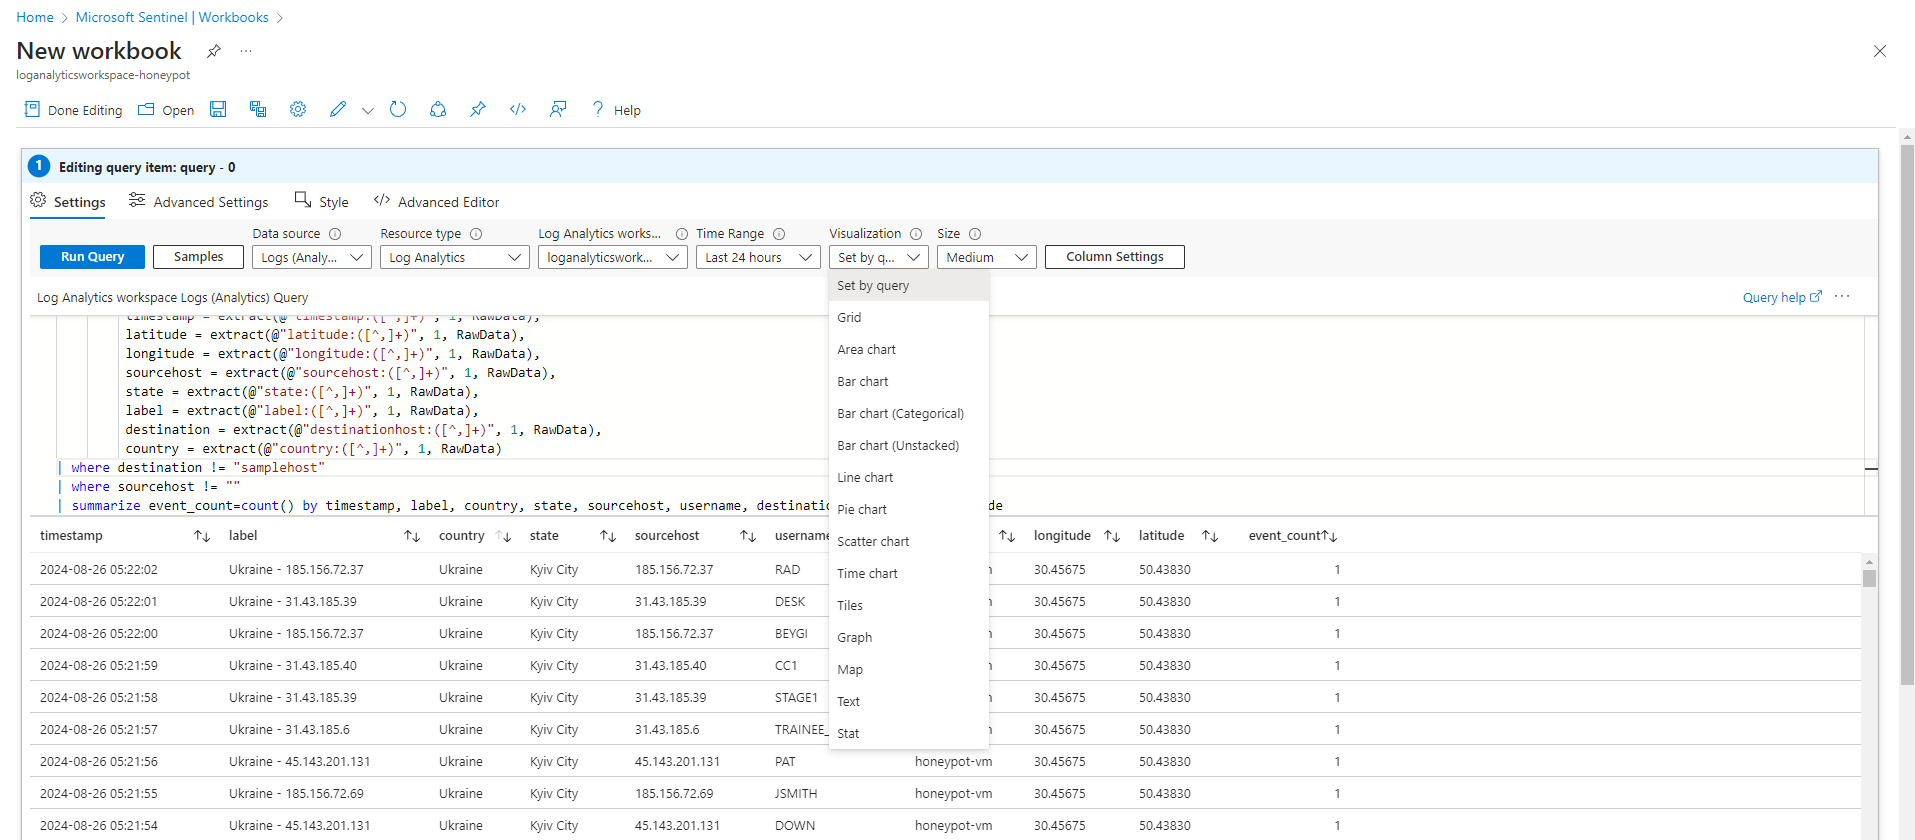 Home > Microsoft Sentinel | Workbooks >
New workbook ...
loganalyticsworkspace-honeypot
Done Editing Open Help
1 Editing query item: query - 0
Settings Advanced Settings Style Advanced Editor
Data source Resource type Log Analytics works... Time Range Visualization Size
Run Query Samples Logs (Analy... Log Analytics loganalyticswork... Last 24 hours Set by q... Medium Column Settings
Log Analytics workspace Logs (Analytics) Query Query help ...
Set by query
Grid
Area chart
Bar chart
Bar chart (Categorical)
Bar chart (Unstacked)
Line chart
Pie chart
Scatter chart
Time chart
Tiles
Graph
Map
Text
Stat
timestamp = extract(@"timestamp:([^,]+)", 1, RawData),
latitude = extract(@"latitude:([^,]+)", 1, RawData),
longitude = extract(@"longitude:([^,]+)", 1, RawData),
sourcehost = extract(@"sourcehost:([^,]+)", 1, RawData),
state = extract(@"state:([^,]+)", 1, RawData),
label = extract(@"label:([^,]+)", 1, RawData),
destination = extract(@"destinationhost:([^,]+)", 1, RawData),
country = extract(@"country:([^,]+)", 1, RawData)
| where destination != "samplehost"
| where sourcehost != ""
| summarize event_count=count() by timestamp, label, country, state, sourcehost, username, destinatio de
timestamp label country state sourcehost username longitude latitude event_count
2024-08-26 05:22:02 Ukraine - 185.156.72.37 Ukraine Kyiv City 185.156.72.37 RAD 30.45675 50.43830 1
2024-08-26 05:22:01 Ukraine - 31.43.185.39 Ukraine Kyiv City 31.43.185.39 DESK 30.45675 50.43830 1
2024-08-26 05:22:00 Ukraine - 185.156.72.37 Ukraine Kyiv City 185.156.72.37 BEYGI 30.45675 50.43830 1
2024-08-26 05:21:59 Ukraine - 31.43.185.40 Ukraine Kyiv City 31.43.185.40 CC1 30.45675 50.43830 1
2024-08-26 05:21:58 Ukraine - 31.43.185.39 Ukraine Kyiv City 31.43.185.39 STAGE1 30.45675 50.43830 1
2024-08-26 05:21:57 Ukraine - 31.43.185.6 Ukraine Kyiv City 31.43.185.6 TRAINEE_ 30.45675 50.43830 1
2024-08-26 05:21:56 Ukraine - 45.143.201.131 Ukraine Kyiv City 45.143.201.131 PAT honeypot-vm 30.45675 50.43830 1
2024-08-26 05:21:55 Ukraine - 185.156.72.69 Ukraine Kyiv City 185.156.72.69 JSMITH honeypot-vm 30.45675 50.43830 1
2024-08-26 05:21:54 Ukraine - 45.143.201.131 Ukraine Kyiv City 45.143.201.131 DOWN honeypot-vm 30.45675 50.43830 1